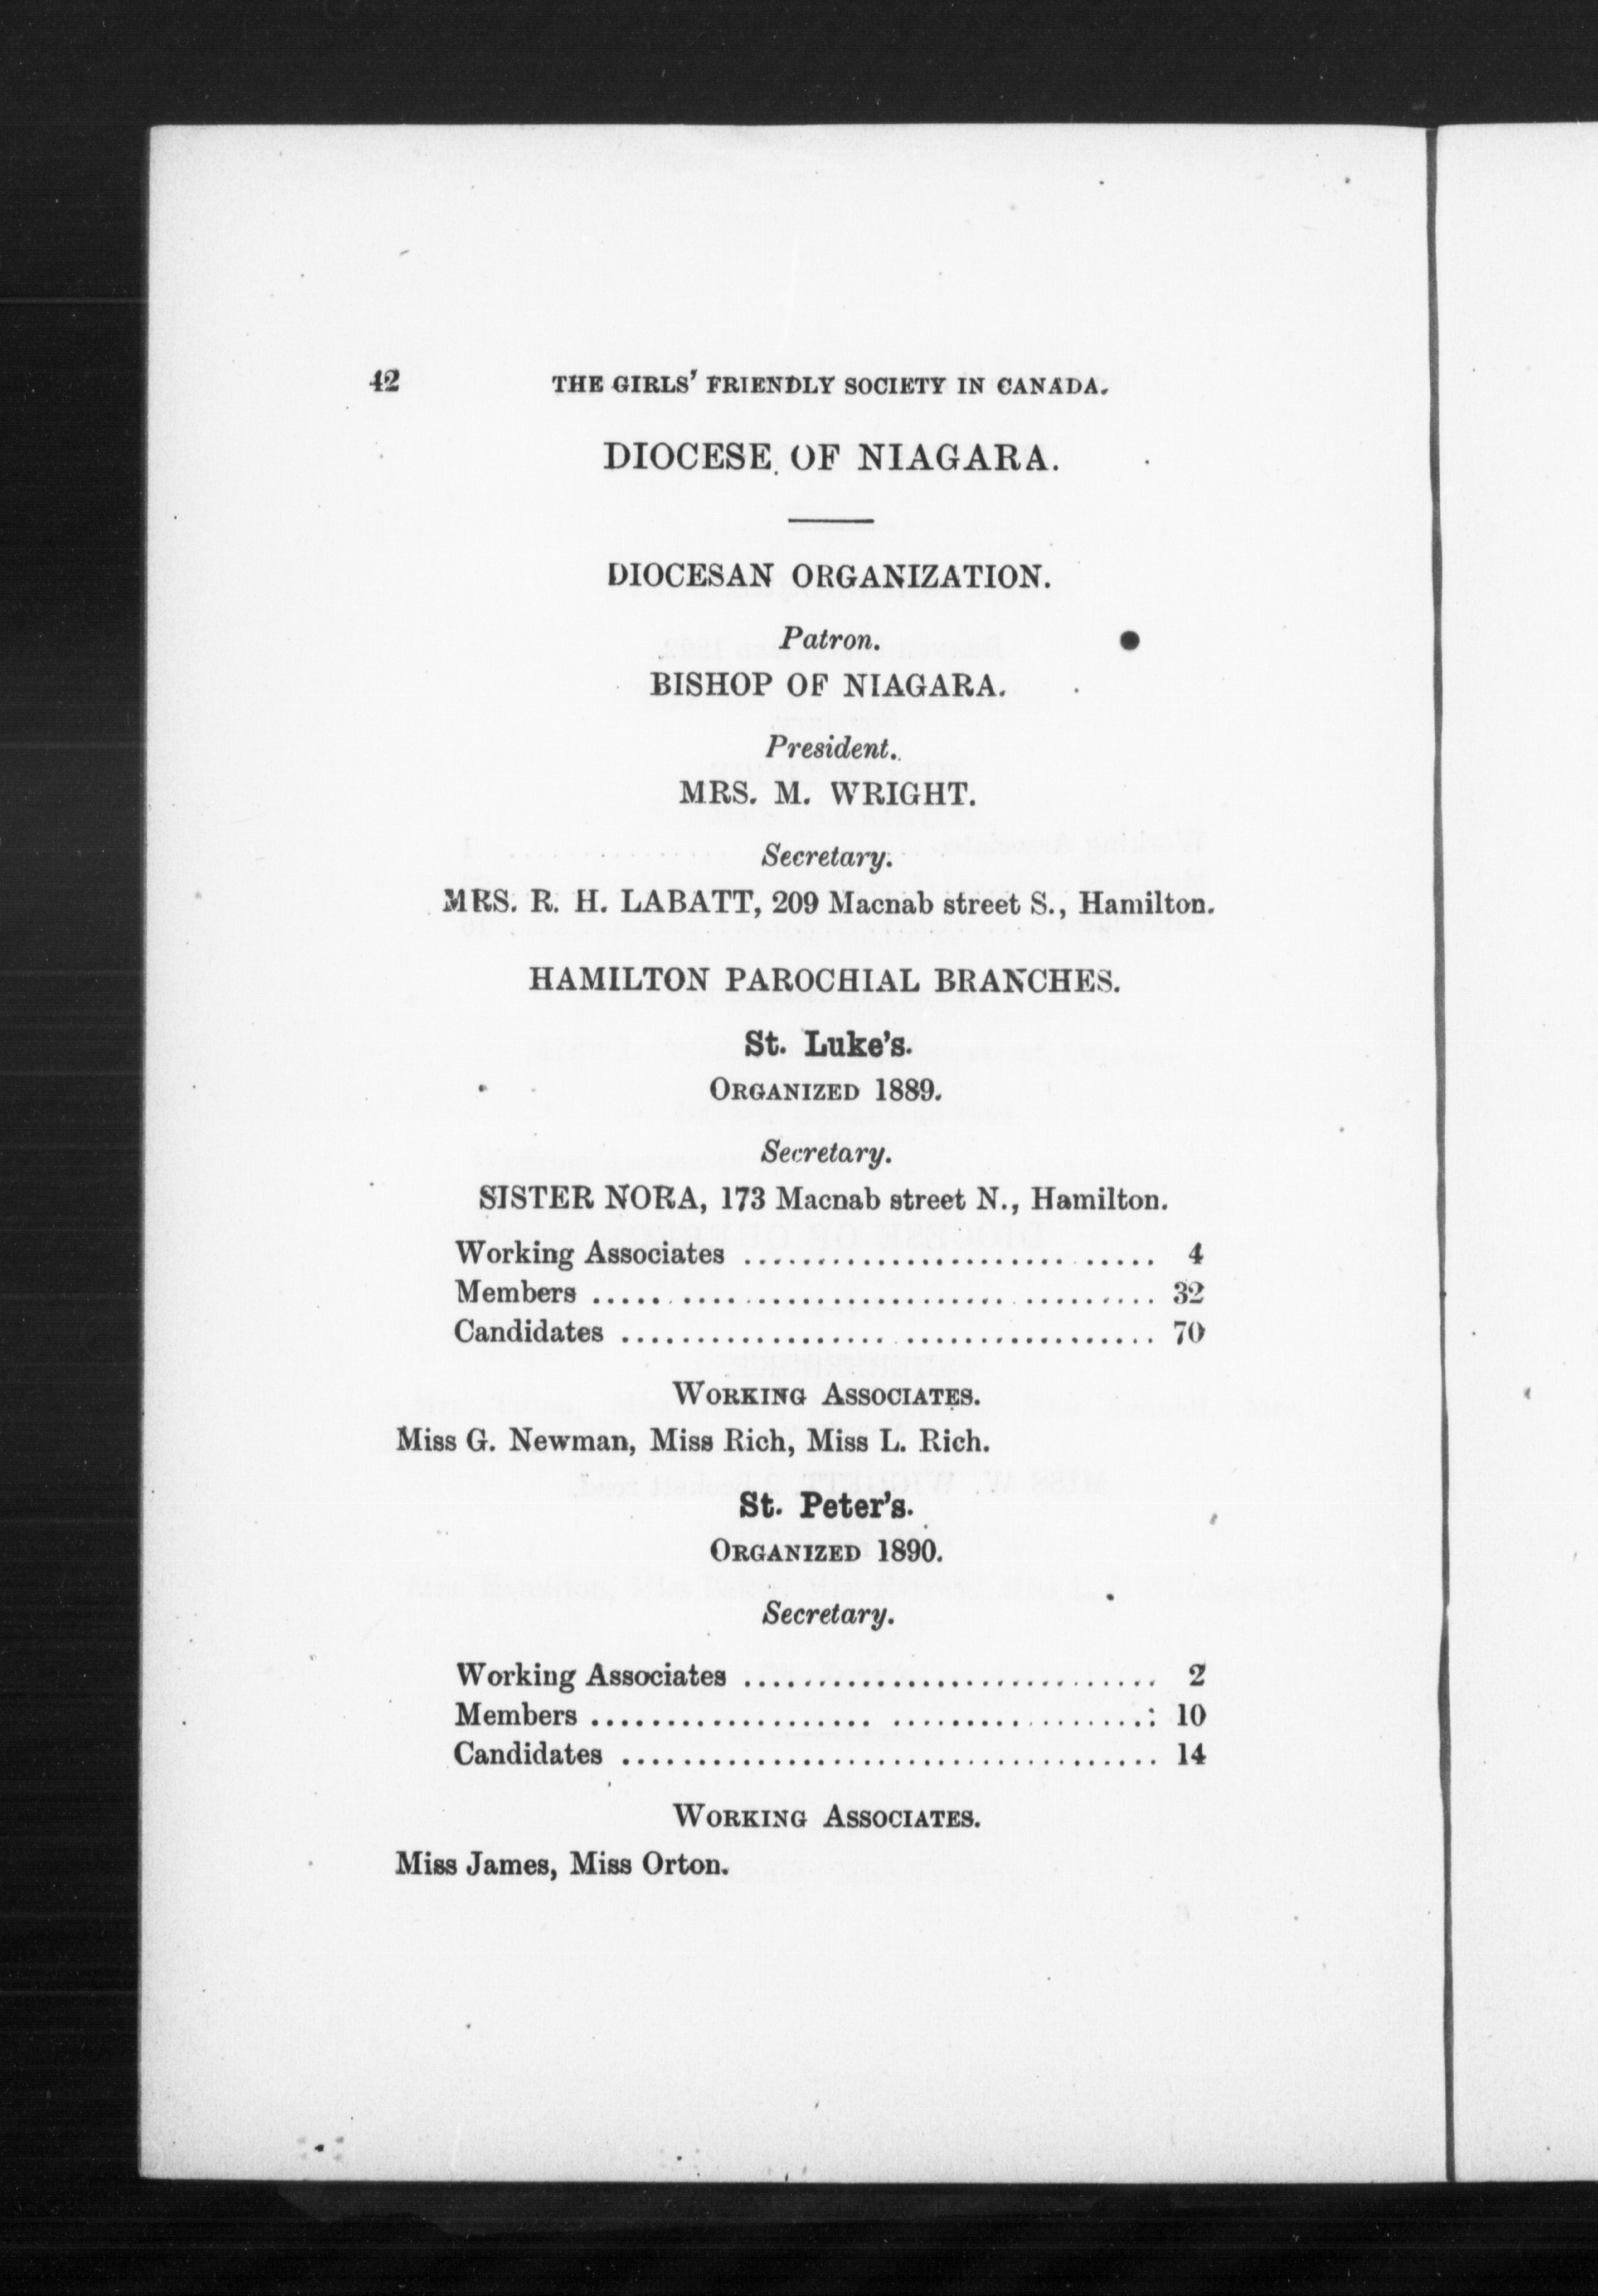 42 THE GIRLS' FRIENDLY SOCIETY IN CANADA.
DIOCESE OF NIAGARA.
DIOCESAN ORGANIZATION.
Patron.
BISHOP OF NIAGARA.
President.
MRS. M. WRIGHT.
Secretary.
MRS. R. H. LABATT, 209 Macnab street S., Hamilton.
HAMILTON PAROCHIAL BRANCHES.
St. Luke's.
ORGANIZED 1889.
Secretary.
SISTER NORA, 173 Macnab street N., Hamilton.
Working Associates ............................ 4
Members ...................................... 32
Candidates .................................... 70
WORKING ASSOCIATES.
Miss G. Newman, Miss Rich, Miss L. Rich.
St. Peter's.
ORGANIZED 1890.
Secretary.
Working Associates ............................ 2
Members ...................................... 10
Candidates .................................... 14
WORKING ASSOCIATES.
Miss James, Miss Orton.